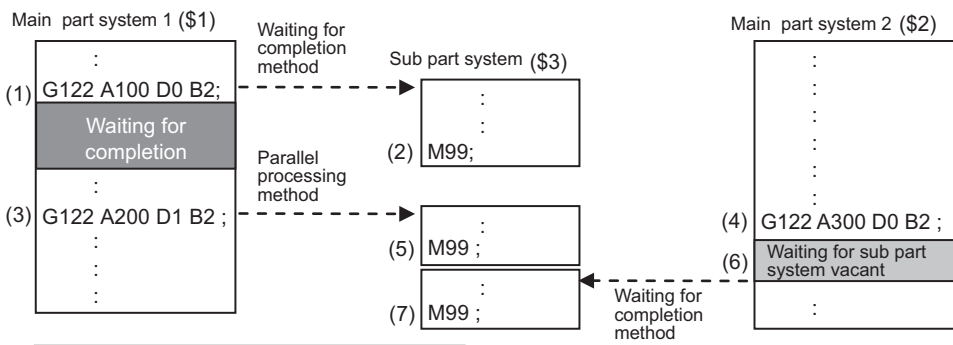 Main part system 1 ($1)
:
(1) G122 A100 D0 B2;
Waiting for
completion
:
(3) G122 A200 D1 B2 ;
:
:
:
Waiting for
completion
method
Parallel
processing
method
Sub part system ($3)
:
:
(2) M99;
:
(5) M99 ;
:
(7) M99 ;
Waiting for
completion
method
Main part system 2 ($2)
:
:
:
:
:
:
(4) G122 A300 D0 B2 ;
(6) Waiting for sub part
system vacant
: